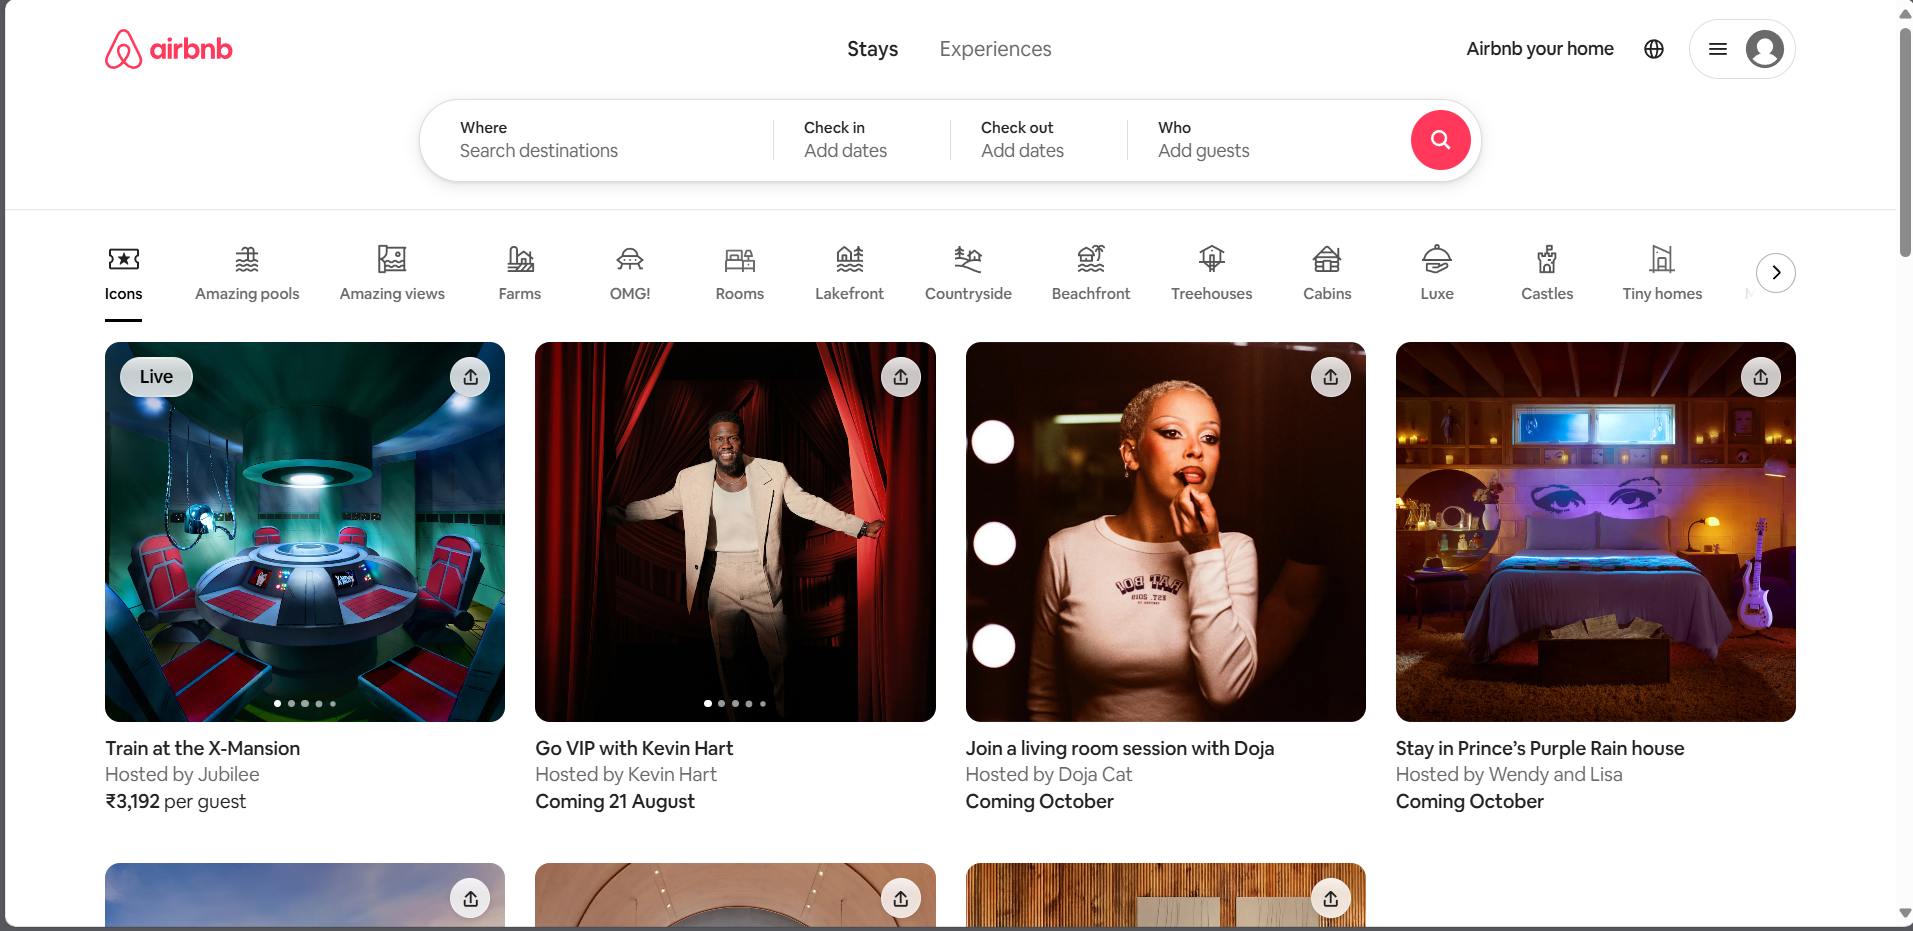 airbnb
Stays
Experiences
Airbnb your home
Where
Search destinations
Check in
Add dates
Check out
Add dates
Who
Add guests
Icons
Amazing pools
Amazing views
Farms
OMG!
Rooms
Lakefront
Countryside
Beachfront
Treehouses
Cabins
Luxe
Castles
Tiny homes
Live
Train at the X-Mansion
Hosted by Jubilee
₹3,192 per guest
Go VIP with Kevin Hart
Hosted by Kevin Hart
Coming 21 August
Join a living room session with Doja
Hosted by Doja Cat
Coming October
Stay in Prince’s Purple Rain house
Hosted by Wendy and Lisa
Coming October